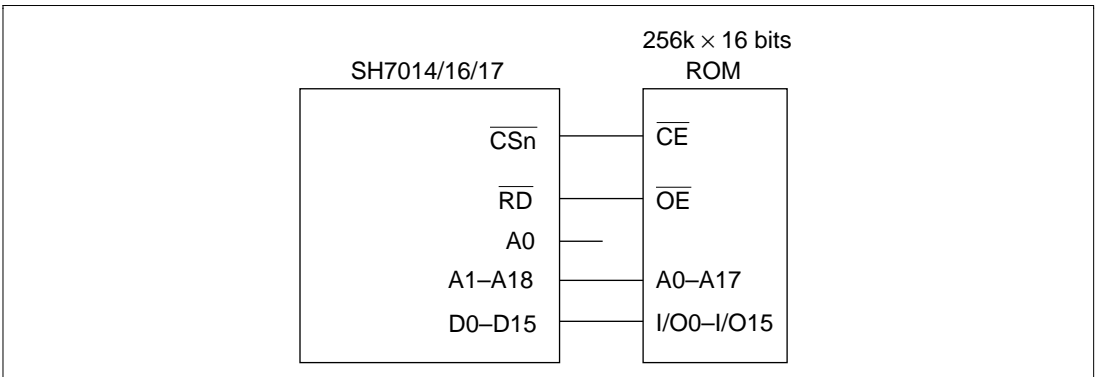 256k × 16 bits
SH7014/16/17 ROM
CSn CE
RD OE
A0
A1–A18 A0–A17
D0–D15 I/O0–I/O15